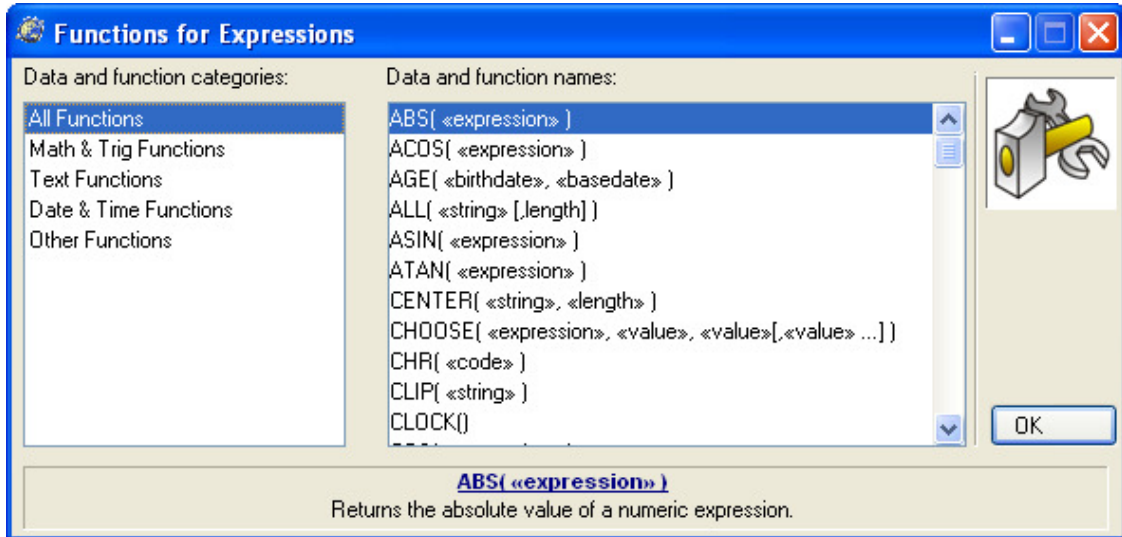 Functions for Expressions
Data and function categories:
All Functions
Math & Trig Functions
Text Functions
Date & Time Functions
Other Functions
Data and function names:
ABS( «expression» )
ACOS( «expression» )
AGE( «birthdate», «basedate» )
ALL( «string» [,length] )
ASIN( «expression» )
ATAN( «expression» )
CENTER( «string», «length» )
CHOOSE( «expression», «value», «value»[,«value» ...] )
CHR( «code» )
CLIP( «string» )
CLOCK()
OK
ABS( «expression» )
Returns the absolute value of a numeric expression.